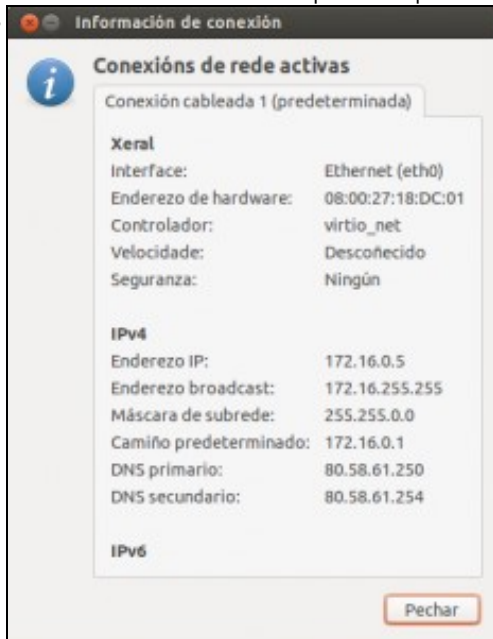 Información de conexión
Conexións de rede activas
Conexión cableada 1 (predeterminada)
Xeral
Interface: Ethernet (eth0)
Enderezo de hardware: 08:00:27:18:DC:01
Controlador: virtio_net
Velocidade: Descoñecido
Seguranza: Ningún
IPv4
Enderezo IP: 172.16.0.5
Enderezo broadcast: 172.16.255.255
Máscara de subrede: 255.255.0.0
Camiño predeterminado: 172.16.0.1
DNS primario: 80.58.61.250
DNS secundario: 80.58.61.254
IPv6
Pechar